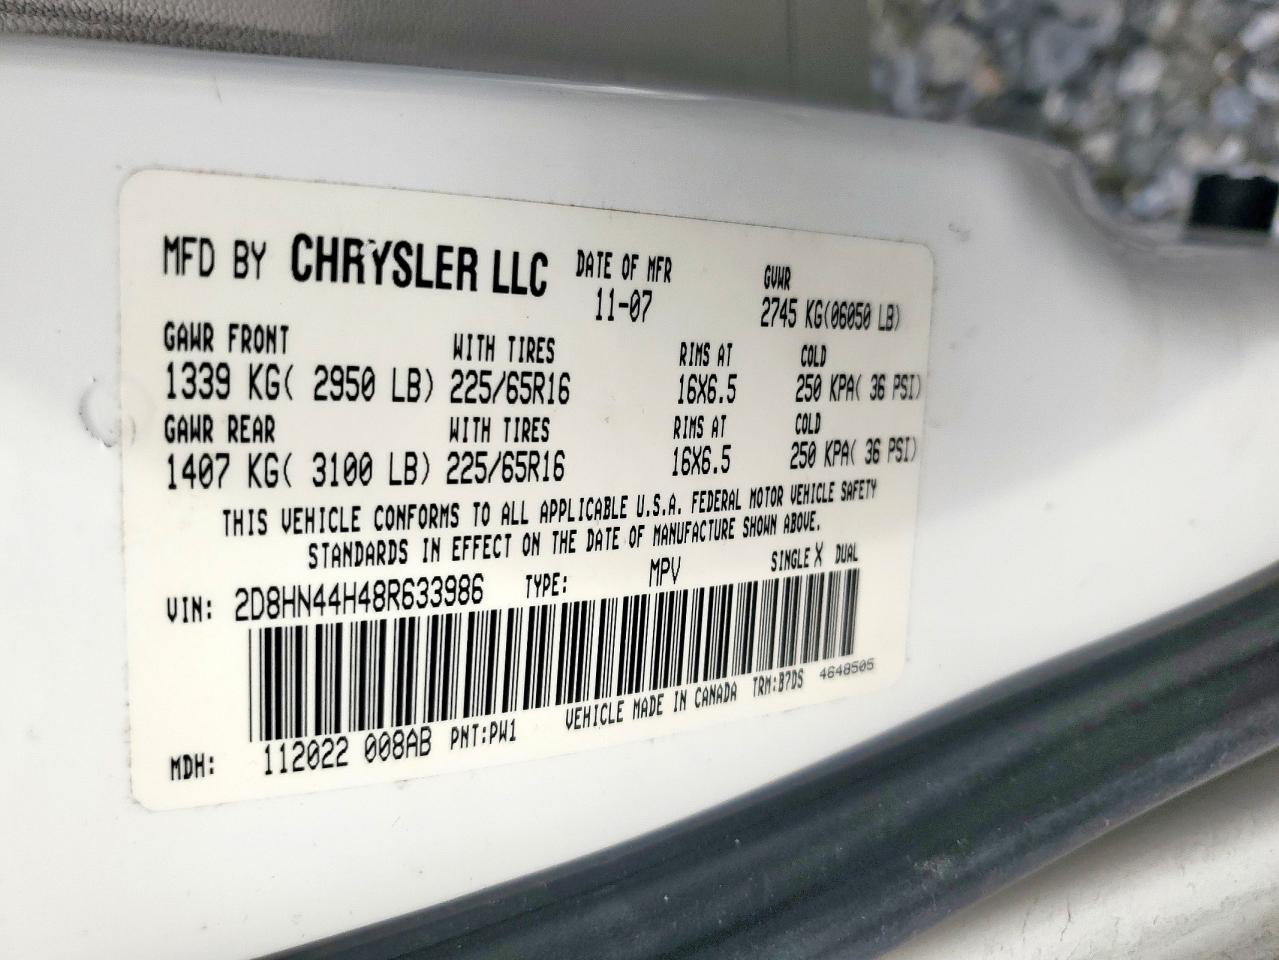 MFD BY CHRYSLER LLC DATE OF MFR GVWR
11-07 2745 KG(06050 LB)
GAWR FRONT WITH TIRES RIMS AT COLD
1339 KG( 2950 LB) 225/65R16 16X6.5 250 KPA( 36 PSI)
GAWR REAR WITH TIRES RIMS AT COLD
1407 KG( 3100 LB) 225/65R16 16X6.5 250 KPA( 36 PSI)
THIS VEHICLE CONFORMS TO ALL APPLICABLE U.S.A. FEDERAL MOTOR VEHICLE SAFETY
STANDARDS IN EFFECT ON THE DATE OF MANUFACTURE SHOWN ABOVE.
VIN: 2D8HN44H48R633986 TYPE: MPV SINGLE X DUAL
MDH: 112022 008AB PNT:PW1 VEHICLE MADE IN CANADA TRM:B7DS 4648505